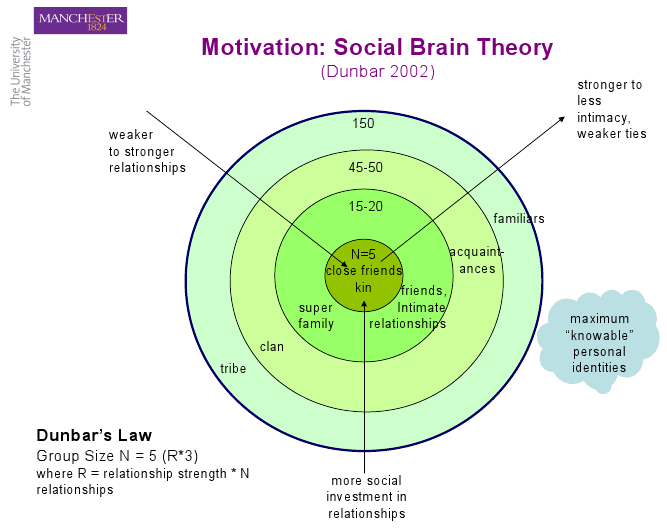 MANCHESTER
1824
The University
of Manchester
Motivation: Social Brain Theory
(Dunbar 2002)
stronger to
less
intimacy,
weaker ties
weaker
to stronger
relationships
150
45-50
15-20
familiars
acquaint-
ances
N=5
close friends
kin
friends,
Intimate
relationships
super
family
clan
tribe
maximum
“knowable”
personal
identities
Dunbar’s Law
Group Size N = 5 (R*3)
where R = relationship strength * N
relationships
more social
investment in
relationships